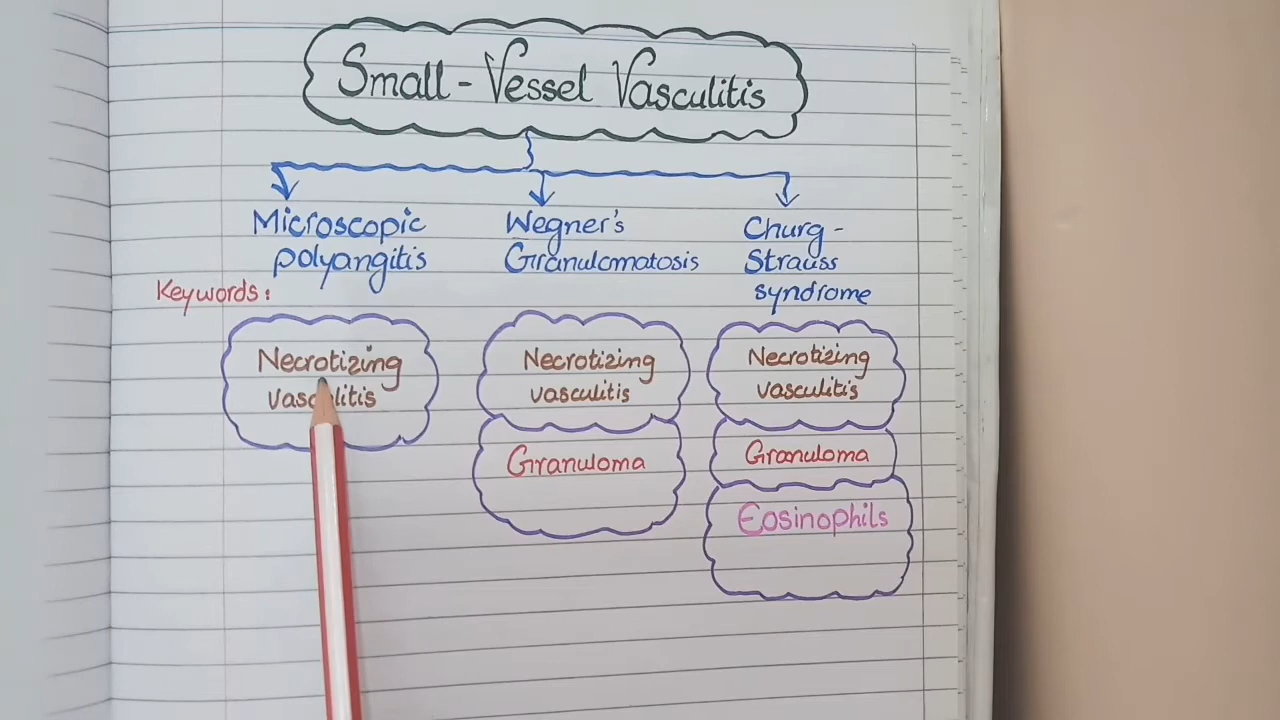 Small-Vessel Vasculitis
Microscopic
polyangitis
Wegner's
Granulomatosis
Churg-
Strauss
syndrome
Keywords:
Necrotizing
vasculitis
Necrotizing
vasculitis
Granuloma
Necrotizing
vasculitis
Granuloma
Eosinophils